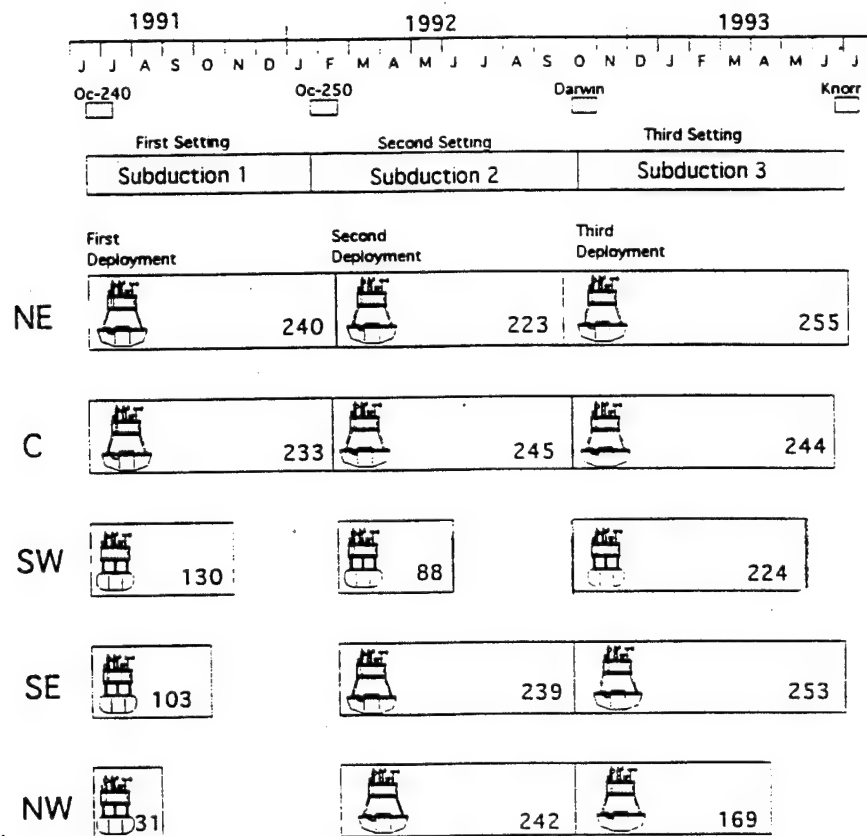 1991 1992 1993
J J A S O N D J F M A M J J A S O N D J F M A M J J
Oc-240 Oc-250 Darwin Knorr
First Setting Second Setting Third Setting
Subduction 1 Subduction 2 Subduction 3
First Second Third
Deployment Deployment Deployment
NE 240 223 255
C 233 245 244
SW 130 88 224
SE 103 239 253
NW 31 242 169